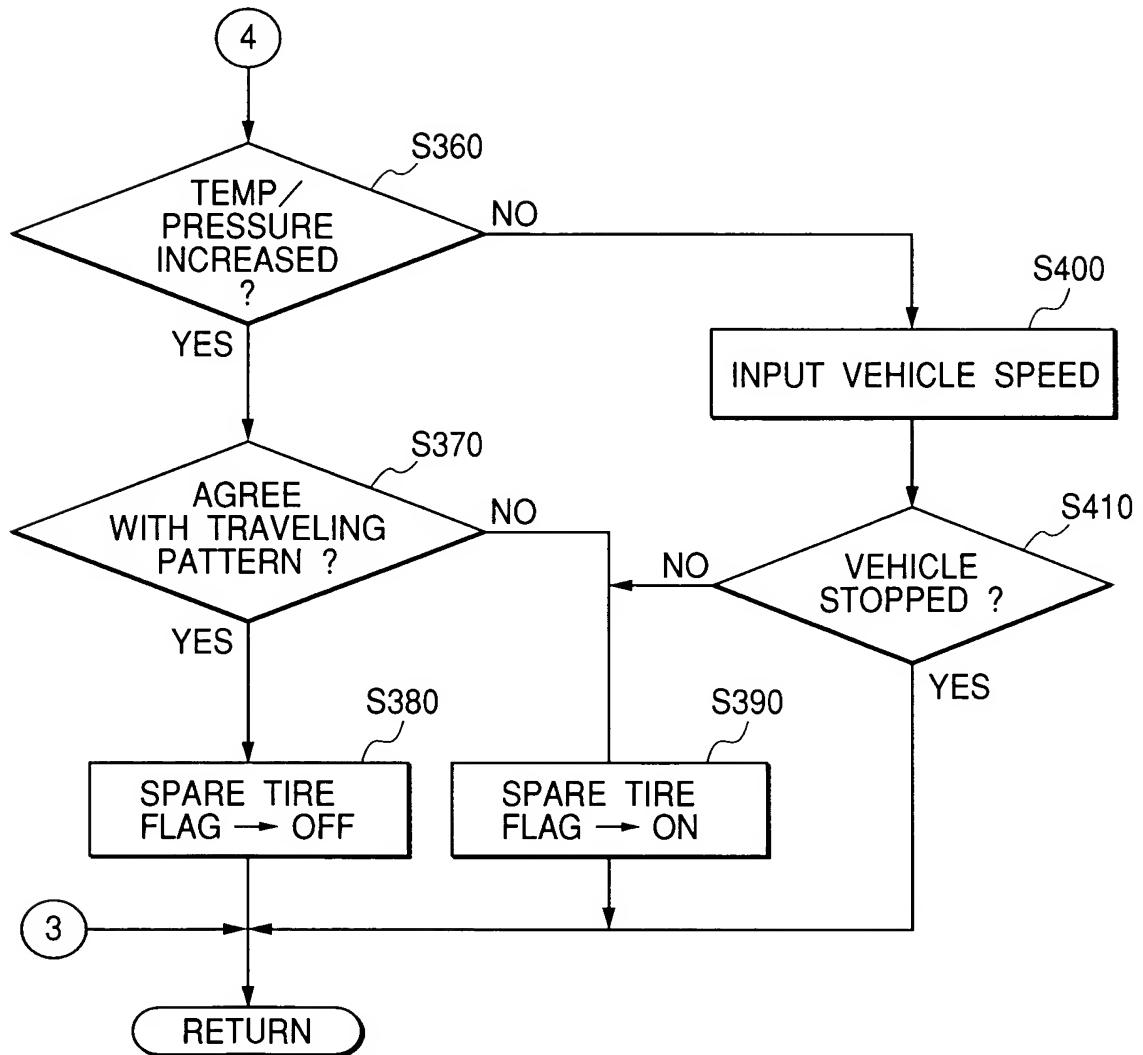 4
S360
TEMP/
PRESSURE
INCREASED
?
NO
YES
S400
INPUT VEHICLE SPEED
S370
AGREE
WITH TRAVELING
PATTERN ?
NO
YES
S410
VEHICLE
STOPPED ?
NO
YES
S380
SPARE TIRE
FLAG → OFF
S390
SPARE TIRE
FLAG → ON
3
RETURN